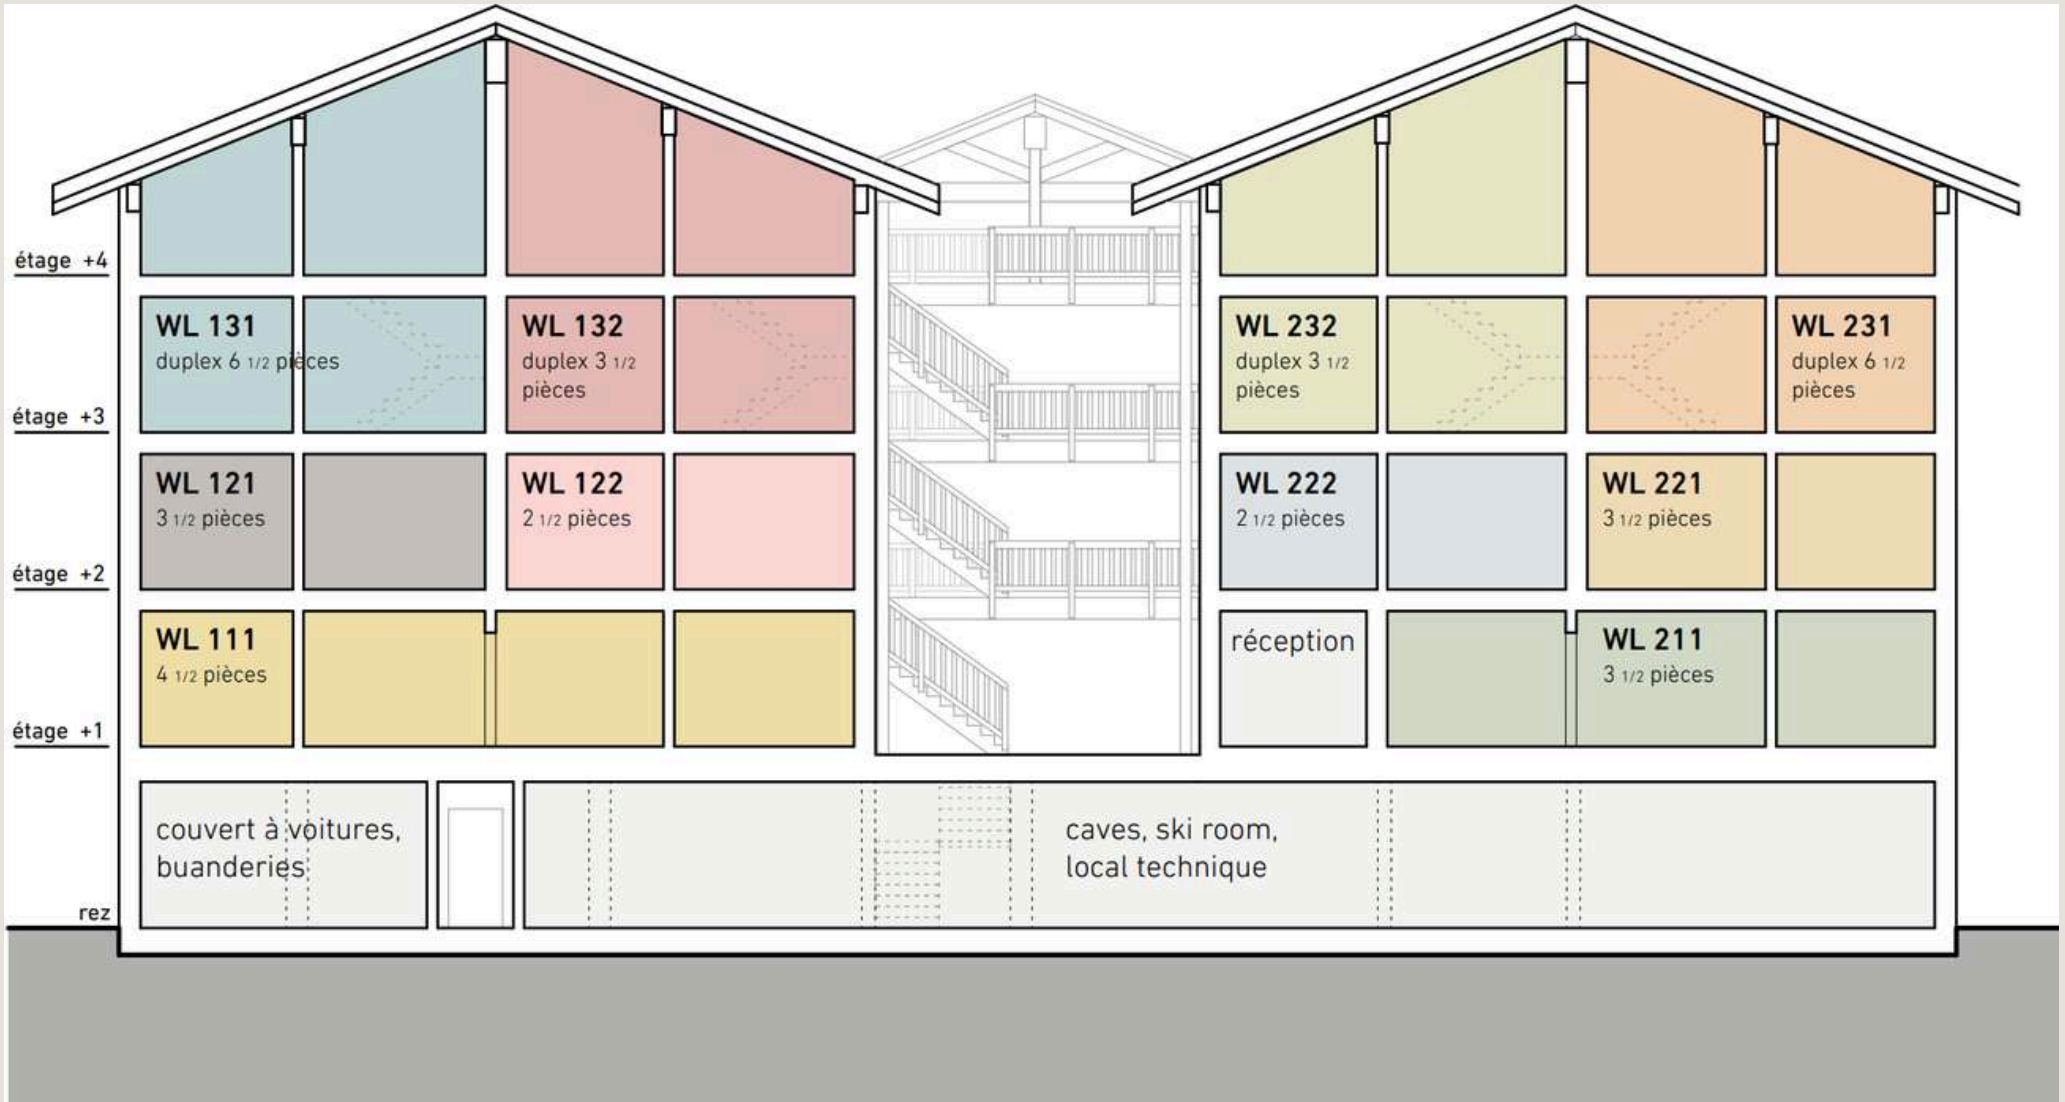 étage +4
WL 131
duplex 6 1/2 pièces
WL 132
duplex 3 1/2
pièces
WL 232
duplex 3 1/2
pièces
WL 231
duplex 6 1/2
pièces
étage +3
WL 121
3 1/2 pièces
WL 122
2 1/2 pièces
WL 222
2 1/2 pièces
WL 221
3 1/2 pièces
étage +2
WL 111
4 1/2 pièces
réception
WL 211
3 1/2 pièces
étage +1
couvert à voitures,
buanderies
caves, ski room,
local technique
rez